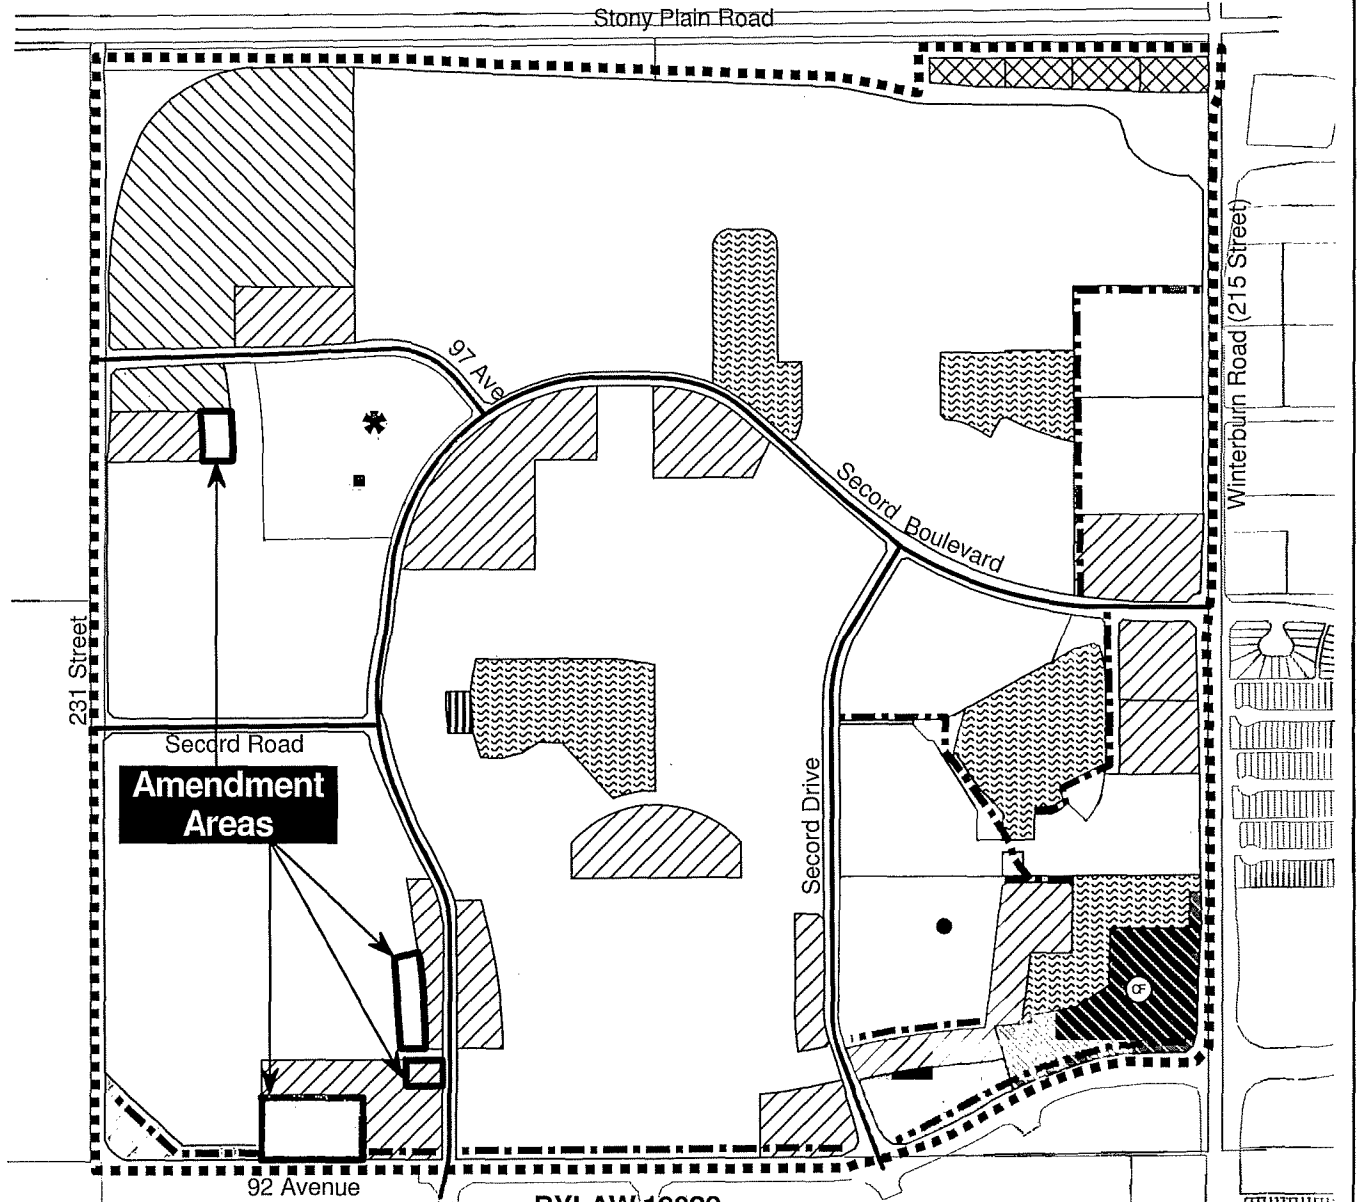 Stony Plain Road
Winterburn Road (215 Street)
97 Ave
Secord Boulevard
231 Street
Secord Road
Amendment
Areas
Secord Drive
CF
92 Avenue